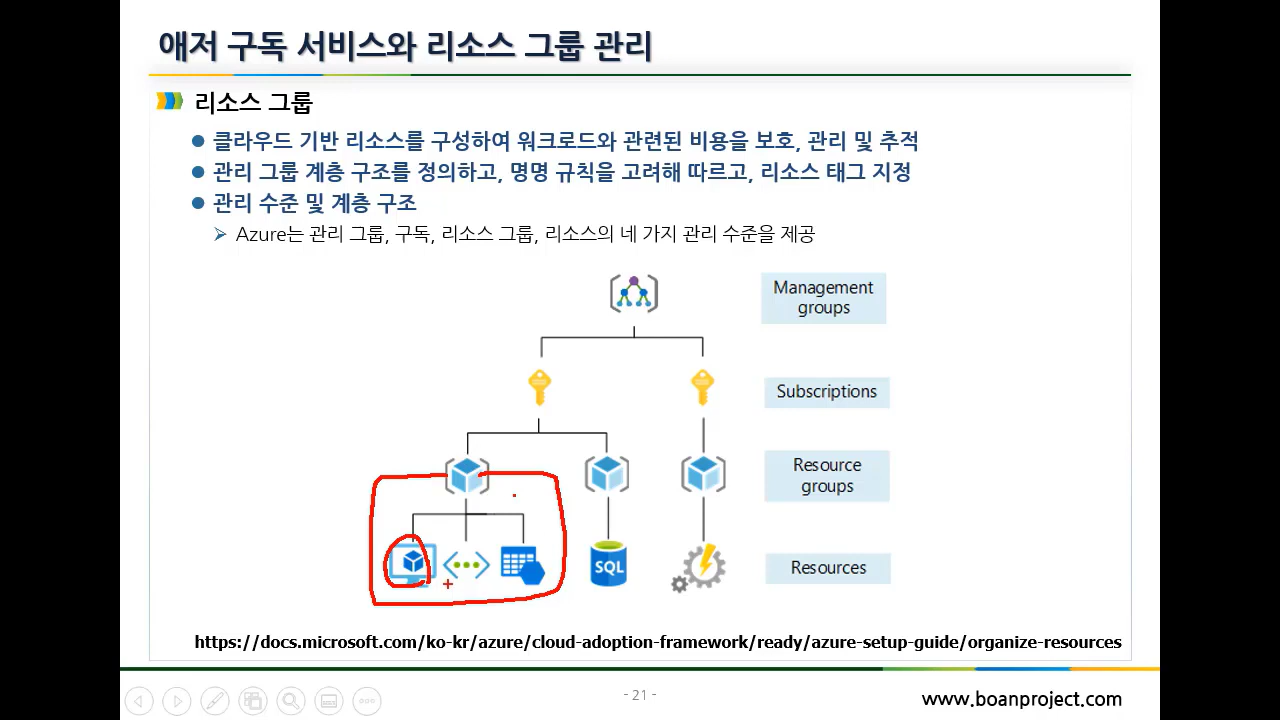 애저 구독 서비스와 리소스 그룹 관리
리소스 그룹
클라우드 기반 리소스를 구성하여 워크로드와 관련된 비용을 보호, 관리 및 추적
관리 그룹 계층 구조를 정의하고, 명명 규칙을 고려해 따르고, 리소스 태그 지정
관리 수준 및 계층 구조
Azure는 관리 그룹, 구독, 리소스 그룹, 리소스의 네 가지 관리 수준을 제공
Management
groups
Subscriptions
Resource
groups
SQL
Resources
https://docs.microsoft.com/ko-kr/azure/cloud-adoption-framework/ready/azure-setup-guide/organize-resources
- 21 -
www.boanproject.com